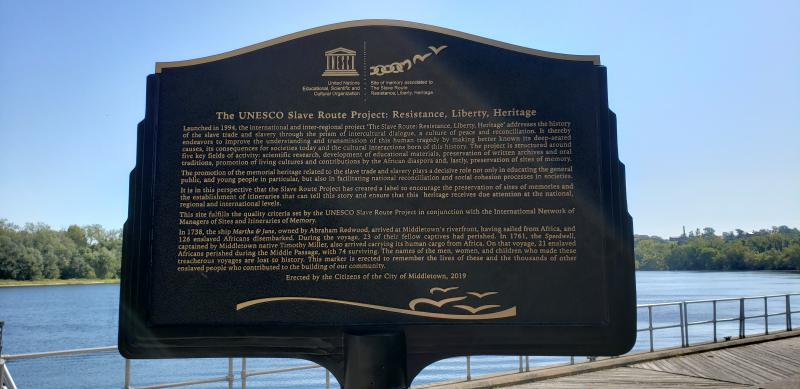 United Nations
Educational, Scientific and
Cultural Organization
Site of memory associated to
The Slave Route
Resistance, Liberty, Heritage
The UNESCO Slave Route Project: Resistance, Liberty, Heritage
Launched in 1994, the international and inter-regional project 'The Slave Route: Resistance, Liberty, Heritage' addresses the history
of the slave trade and slavery through the prism of intercultural dialogue, a culture of peace and reconciliation. It thereby
endeavors to improve the understanding and transmission of this human tragedy by making better known its deep-seated
causes, its consequences for societies today and the cultural interactions born of this history. The project is structured around
five key fields of activity: scientific research, development of educational materials, preservation of written archives and oral
traditions, promotion of living cultures and contributions by the African diaspora and, lastly, preservation of sites of memory.
The promotion of the memorial heritage related to the slave trade and slavery plays a decisive role not only in educating the general
public, and young people in particular, but also in facilitating national reconciliation and social cohesion processes in societies.
It is in this perspective that the Slave Route Project has created a label to encourage the preservation of sites of memories and
the establishment of itineraries that can tell this story and ensure that this heritage receives due attention at the national,
regional and international levels.
This site fulfills the quality criteria set by the UNESCO Slave Route Project in conjunction with the International Network of
Managers of Sites and Itineraries of Memory.
In 1738, the ship Martha & Jane, owned by Abraham Redwood, arrived at Middletown's riverfront, having sailed from Africa, and
126 enslaved Africans disembarked. During the voyage, 23 of their fellow captives had perished. In 1761, the Speedwell,
captained by Middletown native Timothy Miller, also arrived carrying its human cargo from Africa. On that voyage, 21 enslaved
Africans perished during the Middle Passage, with 74 surviving. The names of the men, women, and children who made these
treacherous voyages are lost to history. This marker is erected to remember the lives of these and the thousands of other
enslaved people who contributed to the building of our community.
Erected by the Citizens of the City of Middletown, 2019